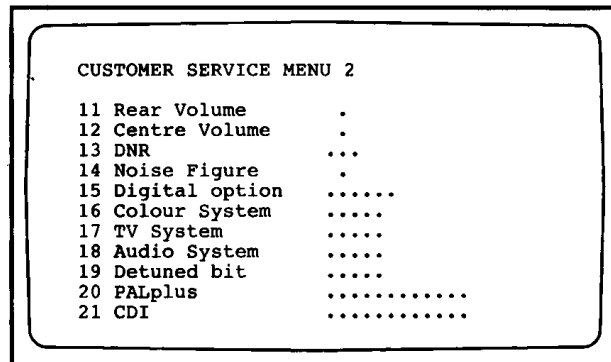 CUSTOMER SERVICE MENU 2
11 Rear Volume .
12 Centre Volume .
13 DNR ...
14 Noise Figure .
15 Digital option ......
16 Colour System .....
17 TV System .....
18 Audio System .....
19 Detuned bit .....
20 PALplus ............
21 CDI ............